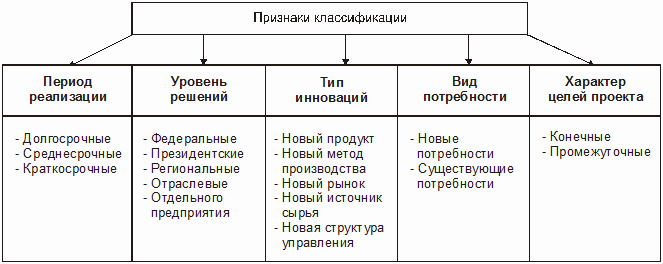 Признаки классификации
Период
реализации
- Долгосрочные
- Среднесрочные
- Краткосрочные
Уровень
решений
- Федеральные
- Президентские
- Региональные
- Отраслевые
- Отдельного
предприятия
Тип
инноваций
- Новый продукт
- Новый метод
производства
- Новый рынок
- Новый источник
сырья
- Новая структура
управления
Вид
потребности
- Новые
потребности
- Существующие
потребности
Характер
целей проекта
- Конечные
- Промежуточные